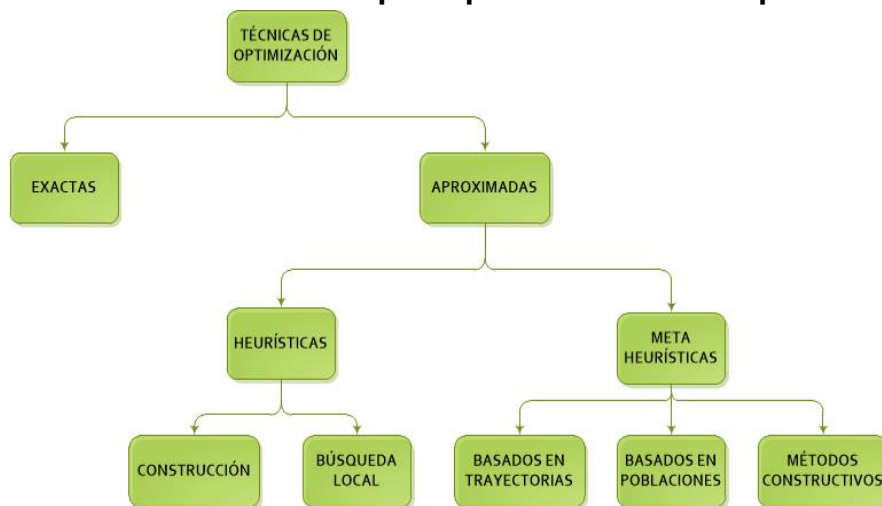 TÉCNICAS DE
OPTIMIZACIÓN
EXACTAS
APROXIMADAS
HEURÍSTICAS
META
HEURÍSTICAS
CONSTRUCCIÓN
BÚSQUEDA
LOCAL
BASADOS EN
TRAYECTORIAS
BASADOS EN
POBLACIONES
MÉTODOS
CONSTRUCTIVOS